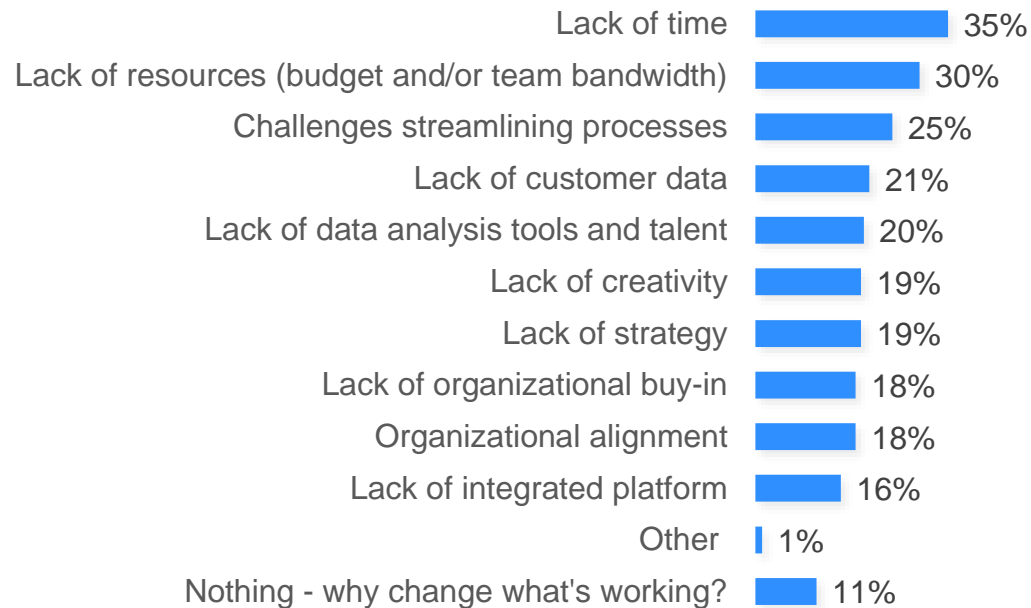 Lack of time 35%
Lack of resources (budget and/or team bandwidth) 30%
Challenges streamlining processes 25%
Lack of customer data 21%
Lack of data analysis tools and talent 20%
Lack of creativity 19%
Lack of strategy 19%
Lack of organizational buy-in 18%
Organizational alignment 18%
Lack of integrated platform 16%
Other 1%
Nothing - why change what's working? 11%